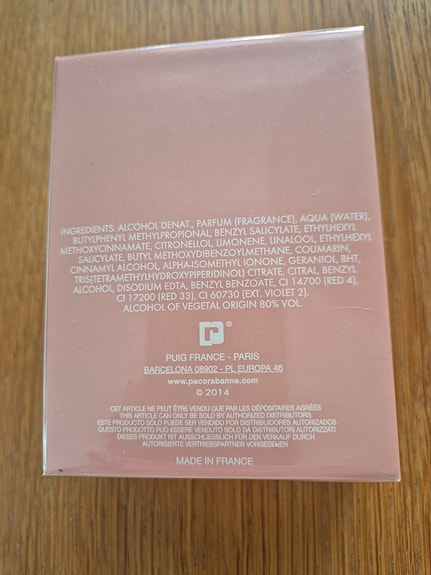 INGREDIENTS: ALCOHOL DENAT., PARFUM (FRAGRANCE), AQUA (WATER),
BUTYLPHENYL METHYLPROPIONAL, BENZYL SALICYLATE, ETHYLHEXYL
METHOXYCINNAMATE, CITRONELLOL, LIMONENE, LINALOOL, ETHYLHEXYL
SALICYLATE, BUTYL METHOXYDIBENZOYLMETHANE, COUMARIN,
CINNAMYL ALCOHOL, ALPHA-ISOMETHYL IONONE, GERANIOL, BHT,
TRIS(TETRAMETHYLHYDROXYPIPERIDINOL) CITRATE, CITRAL, BENZYL
ALCOHOL, DISODIUM EDTA, BENZYL BENZOATE, CI 14700 (RED 4),
CI 17200 (RED 33), CI 60730 (EXT. VIOLET 2).
ALCOHOL OF VEGETAL ORIGIN 80% VOL.
®
PUIG FRANCE - PARIS
BARCELONA 08902 - PL EUROPA 46
www.pacorabanne.com
© 2014
CET ARTICLE NE PEUT ÊTRE VENDU QUE PAR LES DÉPOSITAIRES AGRÉÉS
THIS ARTICLE CAN ONLY BE SOLD BY AUTHORIZED DISTRIBUTORS
ESTE PRODUCTO SÓLO PUEDE SER VENDIDO POR DISTRIBUIDORES AUTORIZADOS
QUESTO PRODOTTO PUÒ ESSERE VENDUTO SOLO DA DISTRIBUTORI AUTORIZZATI
DIESES PRODUKT IST AUSSCHLIESSLICH FÜR DEN VERKAUF DURCH
AUTORISIERTE VERTRIEBSPARTNER VORGESEHEN
MADE IN FRANCE